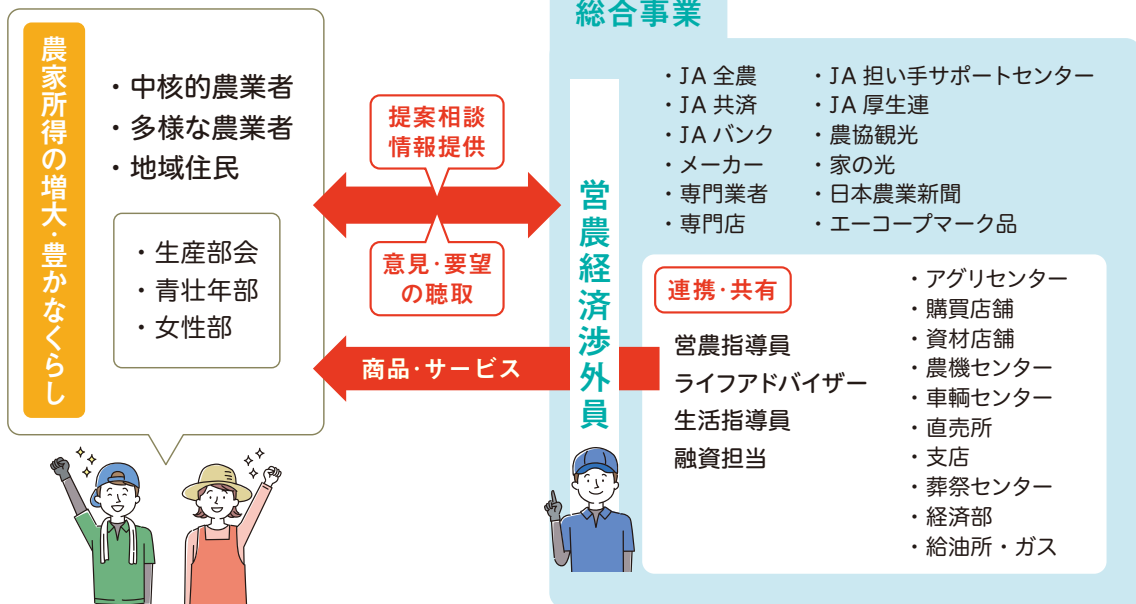 農家所得の増大・豊かなくらし
・中核的農業者
・多様な農業者
・地域住民
・生産部会
・青壮年部
・女性部
提案相談
情報提供
意見・要望
の聴取
商品・サービス
総合事業
営農経済渉外員
・JA 全農
・JA 共済
・JA バンク
・メーカー
・専門業者
・専門店
・JA 担い手サポートセンター
・JA 厚生連
・農協観光
・家の光
・日本農業新聞
・エーコープマーク品
連携・共有
営農指導員
ライフアドバイザー
生活指導員
融資担当
・アグリセンター
・購買店舗
・資材店舗
・農機センター
・車輌センター
・直売所
・支店
・葬祭センター
・経済部
・給油所・ガス